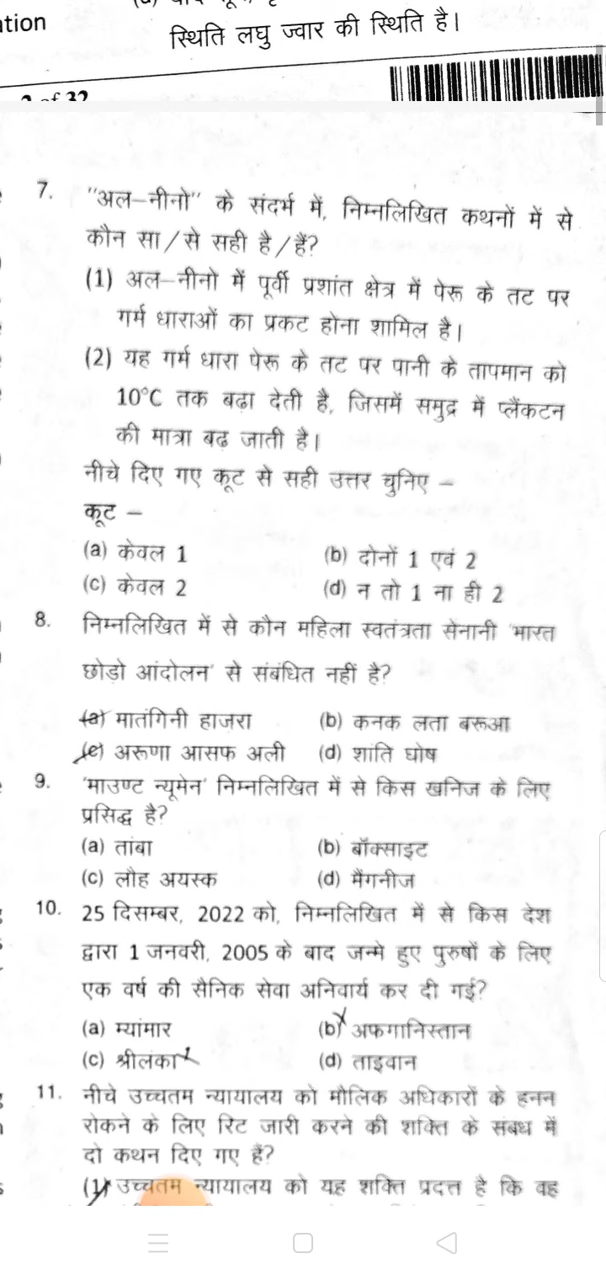 ation
स्थिति लघु ज्वार की स्थिति है।
of 32
7. "अल-नीनो" के संदर्भ में, निम्नलिखित कथनों में से
कौन सा/से सही है/हैं?
(1) अल-नीनो में पूर्वी प्रशांत क्षेत्र में पेरू के तट पर
गर्म धाराओं का प्रकट होना शामिल है।
(2) यह गर्म धारा पेरू के तट पर पानी के तापमान को
10°C तक बढ़ा देती है, जिसमें समुद्र में प्लैंकटन
की मात्रा बढ़ जाती है।
नीचे दिए गए कूट से सही उत्तर चुनिए –
कूट –
(a) केवल 1 (b) दोनों 1 एवं 2
(c) केवल 2 (d) न तो 1 ना ही 2
8. निम्नलिखित में से कौन महिला स्वतंत्रता सेनानी 'भारत
छोड़ो आंदोलन' से संबंधित नहीं है?
(a) मातंगिनी हाजरा (b) कनक लता बरूआ
(c) अरूणा आसफ अली (d) शांति घोष
9. 'माउण्ट न्यूमेन' निम्नलिखित में से किस खनिज के लिए
प्रसिद्ध है?
(a) तांबा (b) बॉक्साइट
(c) लौह अयस्क (d) मैंगनीज
10. 25 दिसम्बर, 2022 को, निम्नलिखित में से किस देश
द्वारा 1 जनवरी, 2005 के बाद जन्मे हुए पुरुषों के लिए
एक वर्ष की सैनिक सेवा अनिवार्य कर दी गई?
(a) म्यांमार (b) अफगानिस्तान
(c) श्रीलंका (d) ताइवान
11. नीचे उच्चतम न्यायालय को मौलिक अधिकारों के हनन
रोकने के लिए रिट जारी करने की शक्ति के संबंध में
दो कथन दिए गए हैं?
(1) उच्चतम न्यायालय को यह शक्ति प्रदत्त है कि वह